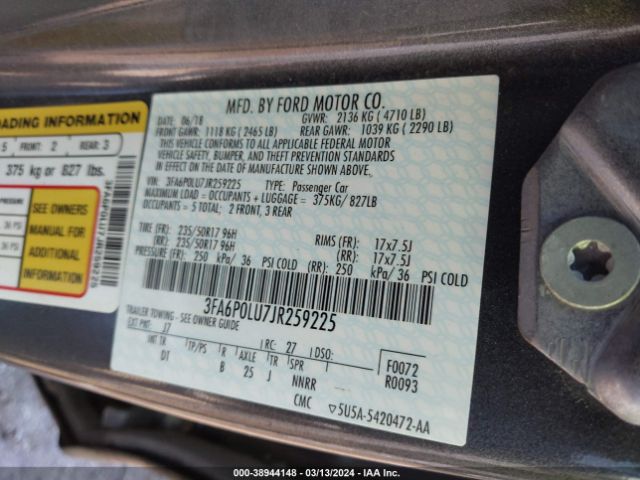 MFD. BY FORD MOTOR CO.
DATE: 06/18 GVWR: 2136 KG ( 4710 LB)
FRONT GAWR: 1118 KG ( 2465 LB) REAR GAWR: 1039 KG ( 2290 LB)
THIS VEHICLE CONFORMS TO ALL APPLICABLE FEDERAL MOTOR
VEHICLE SAFETY, BUMPER, AND THEFT PREVENTION STANDARDS
IN EFFECT ON THE DATE OF MANUFACTURE SHOWN ABOVE.
VIN: 3FA6P0LU7JR259225 TYPE: Passenger Car
MAXIMUM LOAD = OCCUPANTS + LUGGAGE = 375KG/ 827LB
OCCUPANTS = 5 TOTAL; 2 FRONT, 3 REAR
TIRE (FR): 235/50R17 96H RIMS (FR): 17x7.5J
(RR): 235/50R17 96H (RR): 17x7.5J
PRESSURE (FR): 250 kPa/ 36 PSI COLD (RR): 250 kPa/ 36 PSI COLD
3FA6P0LU7JR259225
TRAILER TOWING - SEE OWNER GUIDE
EXT PNT: J7 RC: 27 DSO: F0072
INT TR TP/PS R AXLE TR SPR R0093
DT B 25 J NNRR
CMC 5U5A-5420472-AA
OADING INFORMATION
5 FRONT: 2 REAR: 3
375 kg or 827 lbs.
SEE OWNERS
MANUAL FOR
ADDITIONAL
INFORMATION
3FA6P0LU7JR259225
000-38944148 | 03/13/2024 | IAA Inc.